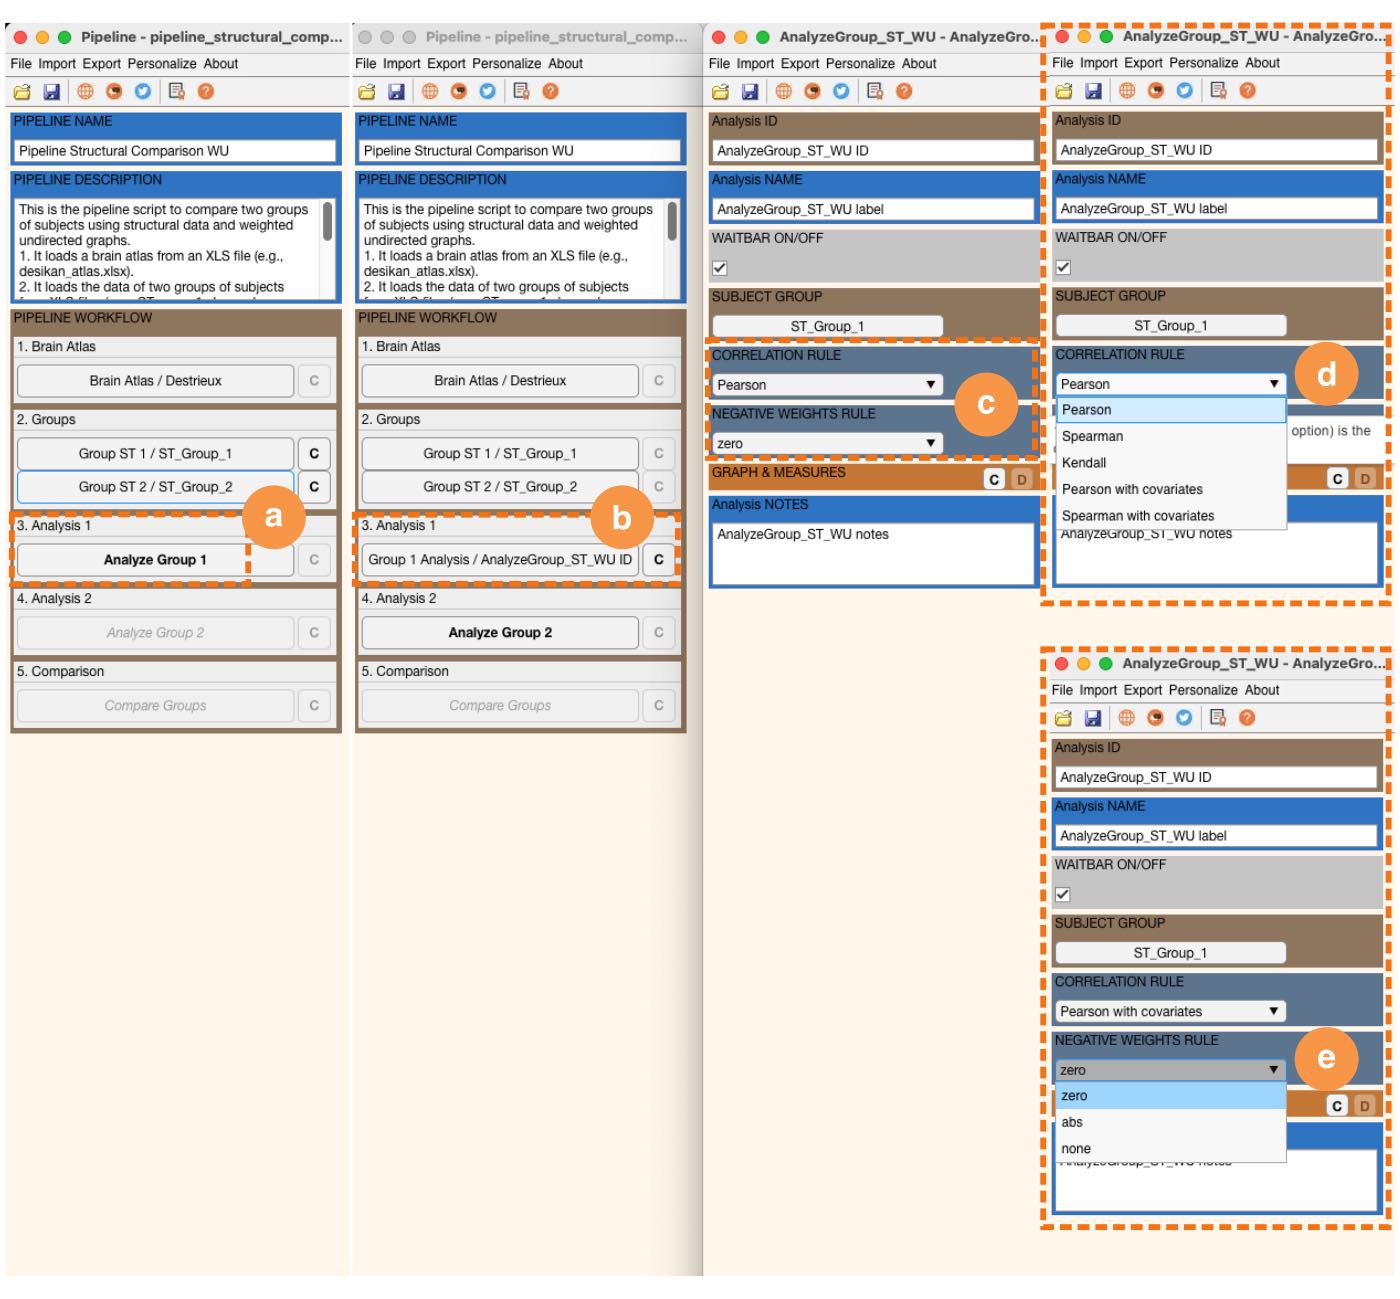 Pipeline - pipeline_structural_comp...
File Import Export Personalize About
PIPELINE NAME
Pipeline Structural Comparison WU
PIPELINE DESCRIPTION
This is the pipeline script to compare two groups
of subjects using structural data and weighted
undirected graphs.
1. It loads a brain atlas from an XLS file (e.g.,
desikan_atlas.xlsx).
2. It loads the data of two groups of subjects
PIPELINE WORKFLOW
1. Brain Atlas
Brain Atlas / Destrieux C
2. Groups
Group ST 1 / ST_Group_1 C
Group ST 2 / ST_Group_2 C
a
3. Analysis 1
Analyze Group 1 C
4. Analysis 2
Analyze Group 2 C
5. Comparison
Compare Groups C
Pipeline - pipeline_structural_comp...
File Import Export Personalize About
PIPELINE NAME
Pipeline Structural Comparison WU
PIPELINE DESCRIPTION
This is the pipeline script to compare two groups
of subjects using structural data and weighted
undirected graphs.
1. It loads a brain atlas from an XLS file (e.g.,
desikan_atlas.xlsx).
2. It loads the data of two groups of subjects
PIPELINE WORKFLOW
1. Brain Atlas
Brain Atlas / Destrieux C
2. Groups
Group ST 1 / ST_Group_1
Group ST 2 / ST_Group_2
b
3. Analysis 1
Group 1 Analysis / AnalyzeGroup_ST_WU ID C
4. Analysis 2
Analyze Group 2 C
5. Comparison
Compare Groups C
AnalyzeGroup_ST_WU - AnalyzeGro...
File Import Export Personalize About
Analysis ID
AnalyzeGroup_ST_WU ID
Analysis NAME
AnalyzeGroup_ST_WU label
WAITBAR ON/OFF
SUBJECT GROUP
ST_Group_1
CORRELATION RULE
Pearson
c
NEGATIVE WEIGHTS RULE
zero
GRAPH & MEASURES C D
Analysis NOTES
AnalyzeGroup_ST_WU notes
AnalyzeGroup_ST_WU - AnalyzeGro...
File Import Export Personalize About
Analysis ID
AnalyzeGroup_ST_WU ID
Analysis NAME
AnalyzeGroup_ST_WU label
WAITBAR ON/OFF
SUBJECT GROUP
ST_Group_1
CORRELATION RULE
d
Pearson
Pearson
option) is the
Spearman
Kendall
C D
Pearson with covariates
Spearman with covariates
AnalyzeGroup_ST_WU notes
AnalyzeGroup_ST_WU - AnalyzeGro...
File Import Export Personalize About
Analysis ID
AnalyzeGroup_ST_WU ID
Analysis NAME
AnalyzeGroup_ST_WU label
WAITBAR ON/OFF
SUBJECT GROUP
ST_Group_1
CORRELATION RULE
Pearson with covariates
NEGATIVE WEIGHTS RULE
e
zero
zero
C D
abs
none